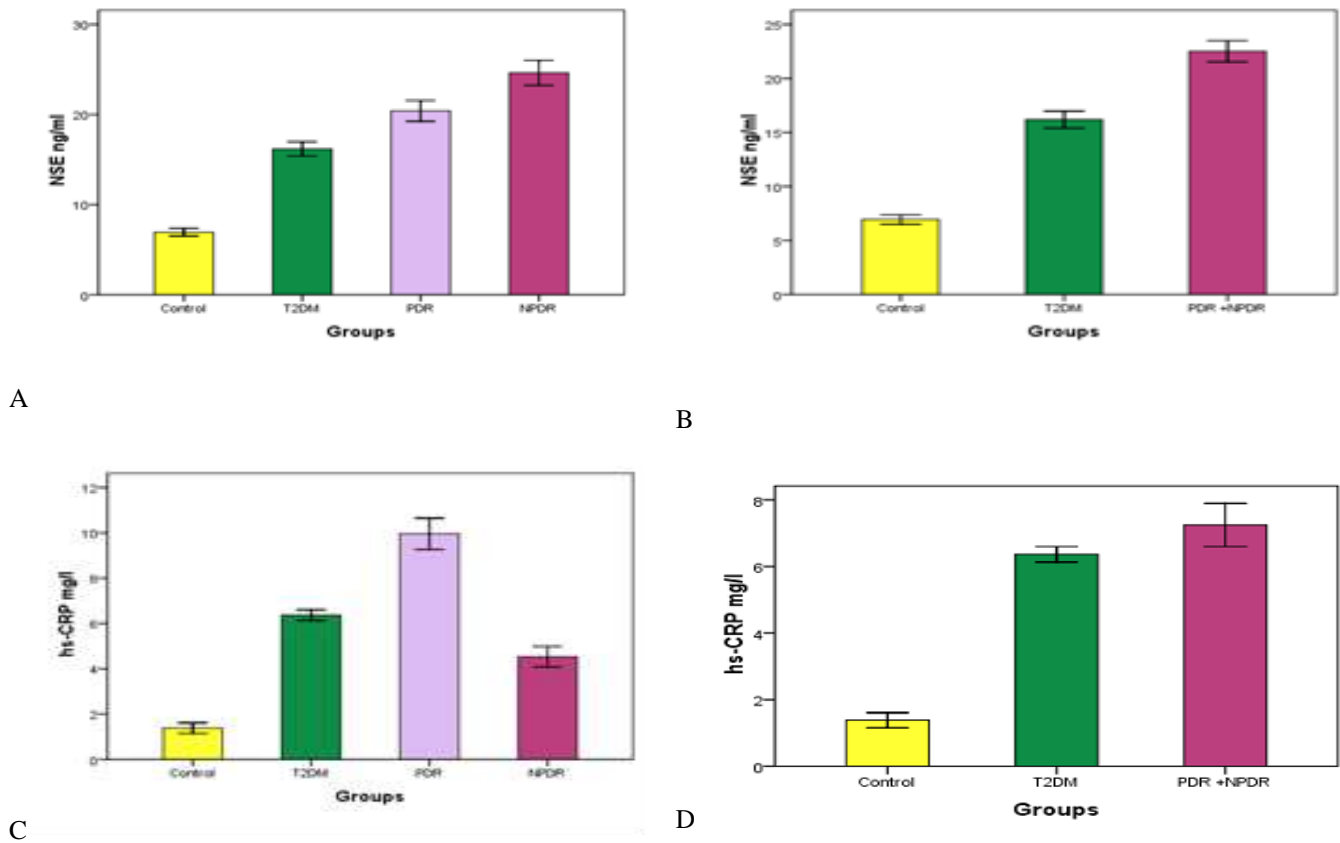 NSE ng/ml
30
20
10
0
Control T2DM PDR NPDR
Groups
A
NSE ng/ml
25
20
15
10
5
0
Control T2DM PDR +NPDR
Groups
B
hs-CRP mg/l
12
10
8
6
4
2
0
Control T2DM PDR NPDR
Groups
C
hs-CRP mg/l
8
6
4
2
0
Control T2DM PDR +NPDR
Groups
D